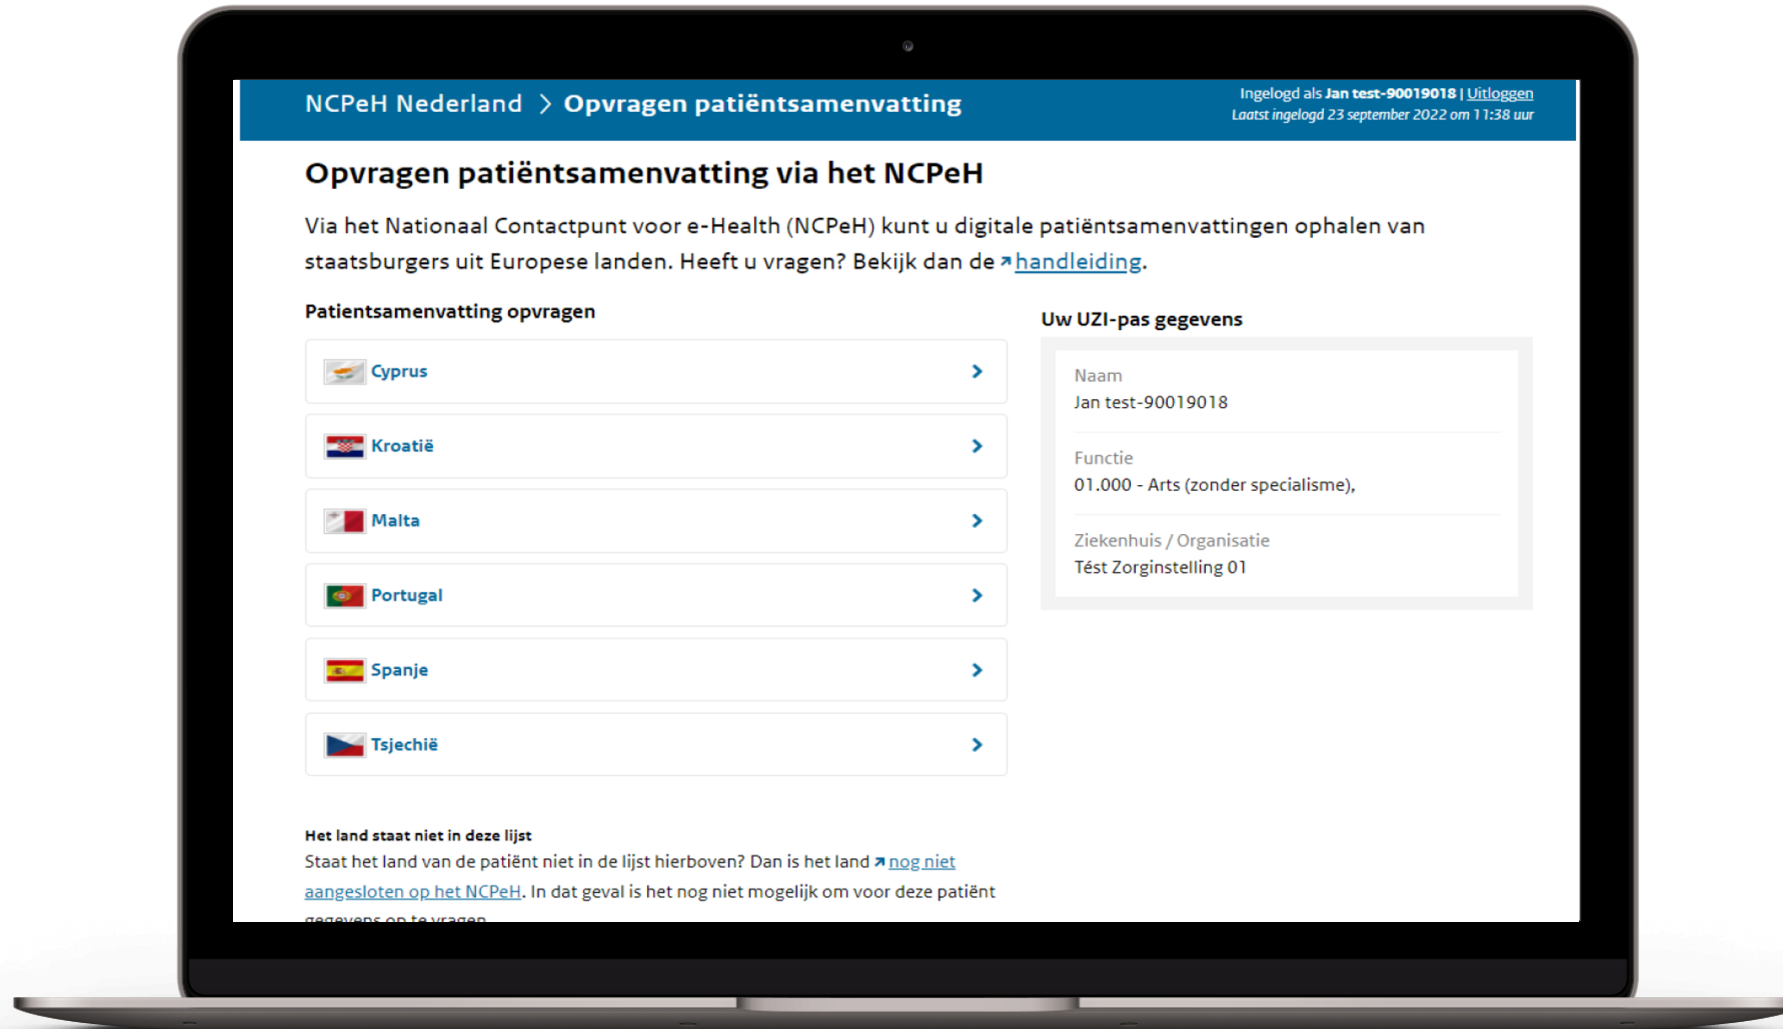 NCPeH Nederland > Opvragen patiëntsamenvatting
Ingelogd als Jan test-90019018 | Uitloggen
Laatst ingelogd 23 september 2022 om 11:38 uur
Opvragen patiëntsamenvatting via het NCPeH
Via het Nationaal Contactpunt voor e-Health (NCPeH) kunt u digitale patiëntsamenvattingen ophalen van
staatsburgers uit Europese landen. Heeft u vragen? Bekijk dan de handleiding.
Patientsamenvatting opvragen
Cyprus
Kroatië
Malta
Portugal
Spanje
Tsjechië
Uw UZI-pas gegevens
Naam
Jan test-90019018
Functie
01.000 - Arts (zonder specialisme),
Ziekenhuis / Organisatie
Tést Zorginstelling 01
Het land staat niet in deze lijst
Staat het land van de patiënt niet in de lijst hierboven? Dan is het land nog niet
aangesloten op het NCPeH. In dat geval is het nog niet mogelijk om voor deze patiënt
gegevens op te vragen